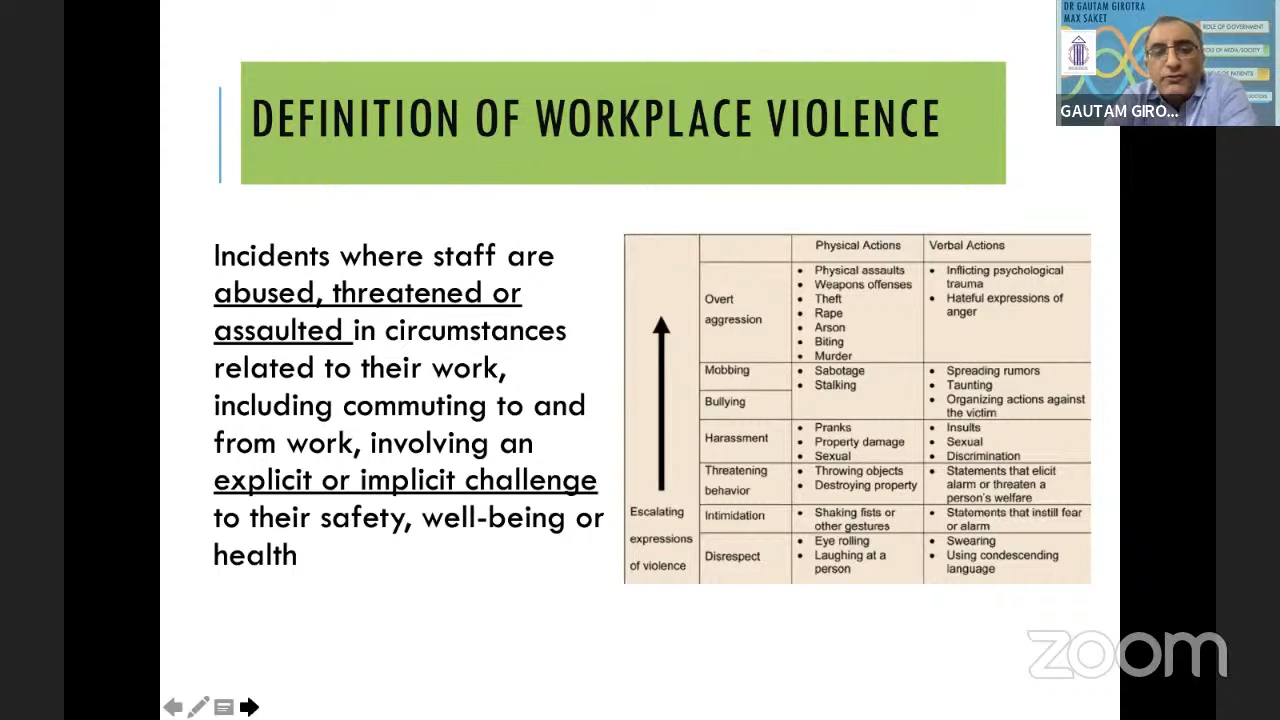 DR GAUTAM GIROTRA
MAX SAKET
ROLE OF GOVERNMENT
ROLE OF MEDIA/SOCIETY
GAUTAM GIRO...
DEFINITION OF WORKPLACE VIOLENCE
Incidents where staff are
abused, threatened or
assaulted in circumstances
related to their work,
including commuting to and
from work, involving an
explicit or implicit challenge
to their safety, well-being or
health
Physical Actions
Verbal Actions
Overt
aggression
• Physical assaults
• Weapons offenses
• Theft
• Rape
• Arson
• Biting
• Murder
• Inflicting psychological
trauma
• Hateful expressions of
anger
Mobbing
Bullying
• Sabotage
• Stalking
• Spreading rumors
• Taunting
• Organizing actions against
the victim
Harassment
• Pranks
• Property damage
• Sexual
• Insults
• Sexual
• Discrimination
Threatening
behavior
• Throwing objects
• Destroying property
• Statements that elicit
alarm or threaten a
person's welfare
Intimidation
• Shaking fists or
other gestures
• Statements that instill fear
or alarm
Disrespect
• Eye rolling
• Laughing at a
person
• Swearing
• Using condescending
language
Escalating
expressions
of violence
zoom